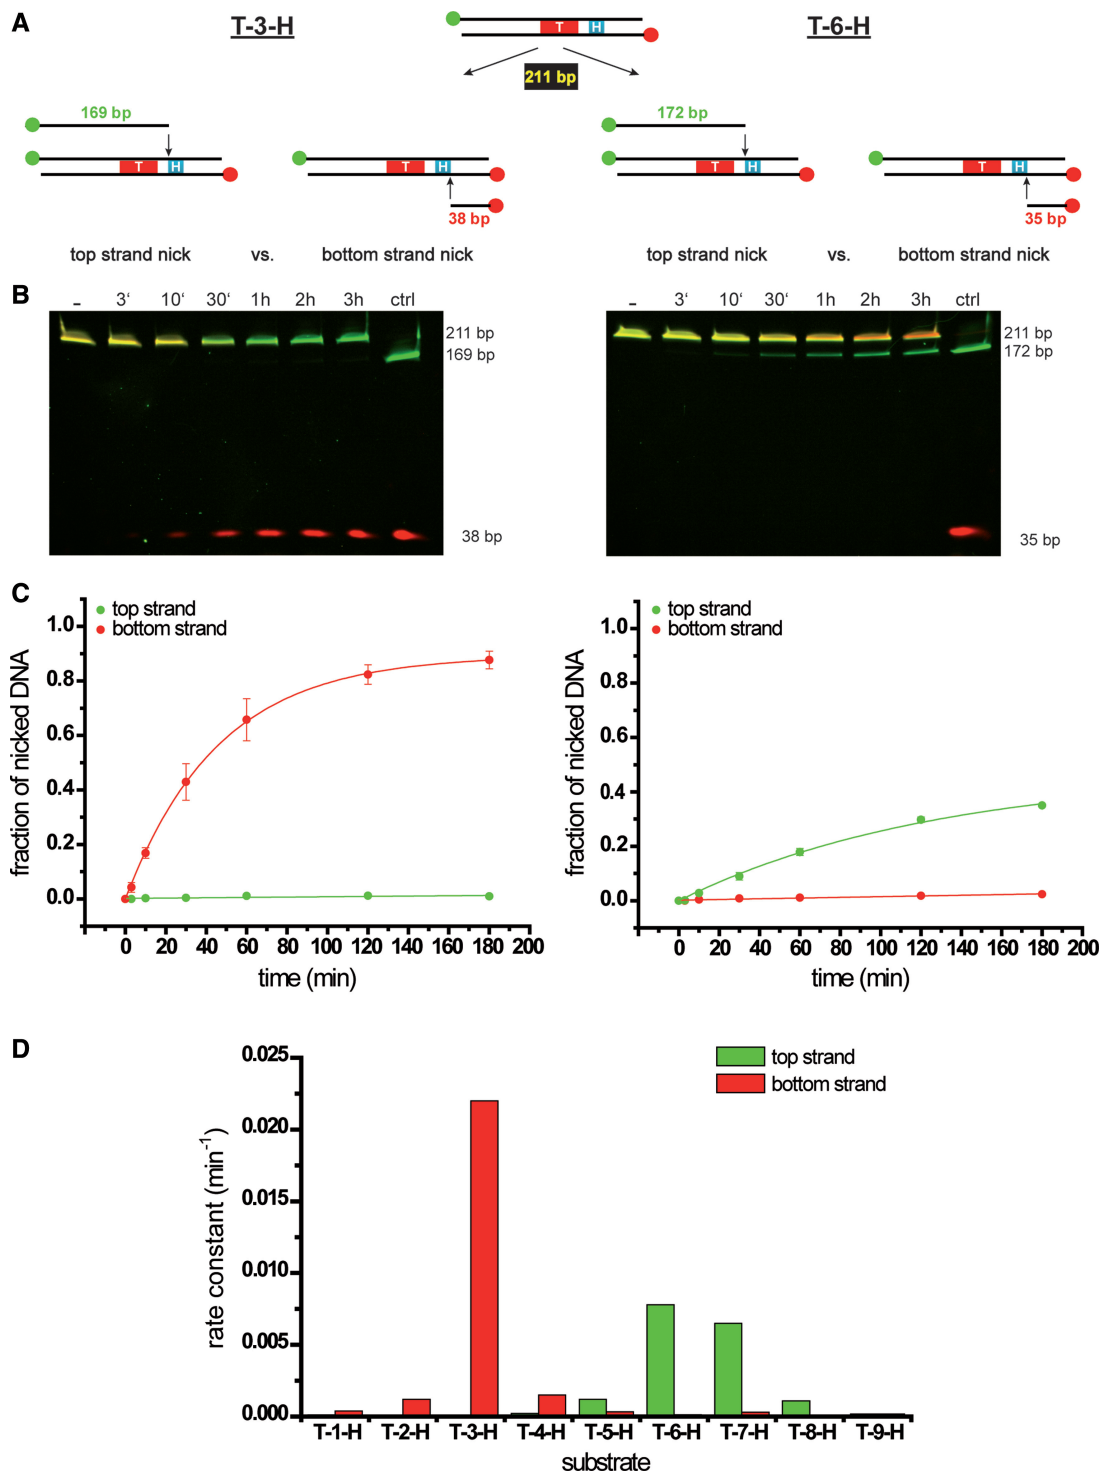 A
T-3-H
T-6-H
T H
211 bp
169 bp
172 bp
T H
T H
T H
T H
38 bp
35 bp
top strand nick vs. bottom strand nick
top strand nick vs. bottom strand nick
B
– 3‘ 10‘ 30‘ 1h 2h 3h ctrl
211 bp
169 bp
38 bp
– 3‘ 10‘ 30‘ 1h 2h 3h ctrl
211 bp
172 bp
35 bp
C
top strand
bottom strand
fraction of nicked DNA
1.0
0.8
0.6
0.4
0.2
0.0
0 20 40 60 80 100 120 140 160 180 200
time (min)
top strand
bottom strand
fraction of nicked DNA
1.0
0.8
0.6
0.4
0.2
0.0
0 20 40 60 80 100 120 140 160 180 200
time (min)
D
top strand
bottom strand
rate constant (min⁻¹)
0.025
0.020
0.015
0.010
0.005
0.000
T-1-H T-2-H T-3-H T-4-H T-5-H T-6-H T-7-H T-8-H T-9-H
substrate